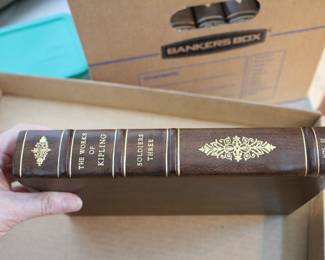 BANKERS BOX
THE WORKS
OF
KIPLING
SOLDIERS
THREE